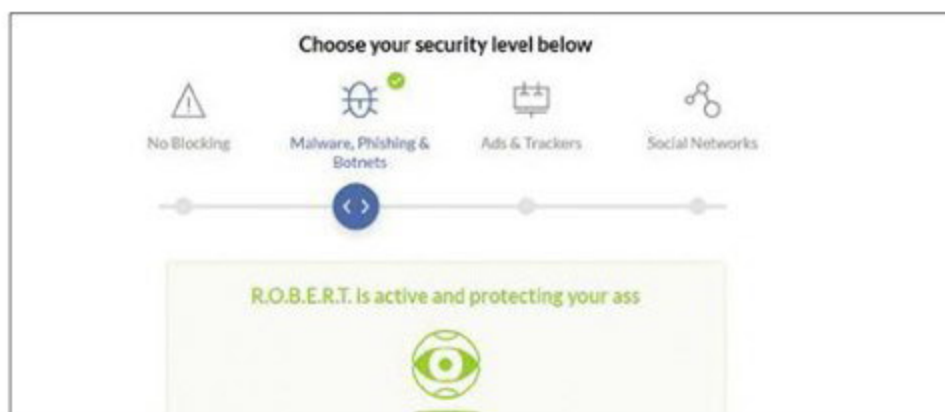 Choose your security level below
No Blocking
Malware, Phishing &
Botnets
Ads & Trackers
Social Networks
R.O.B.E.R.T. is active and protecting your ass